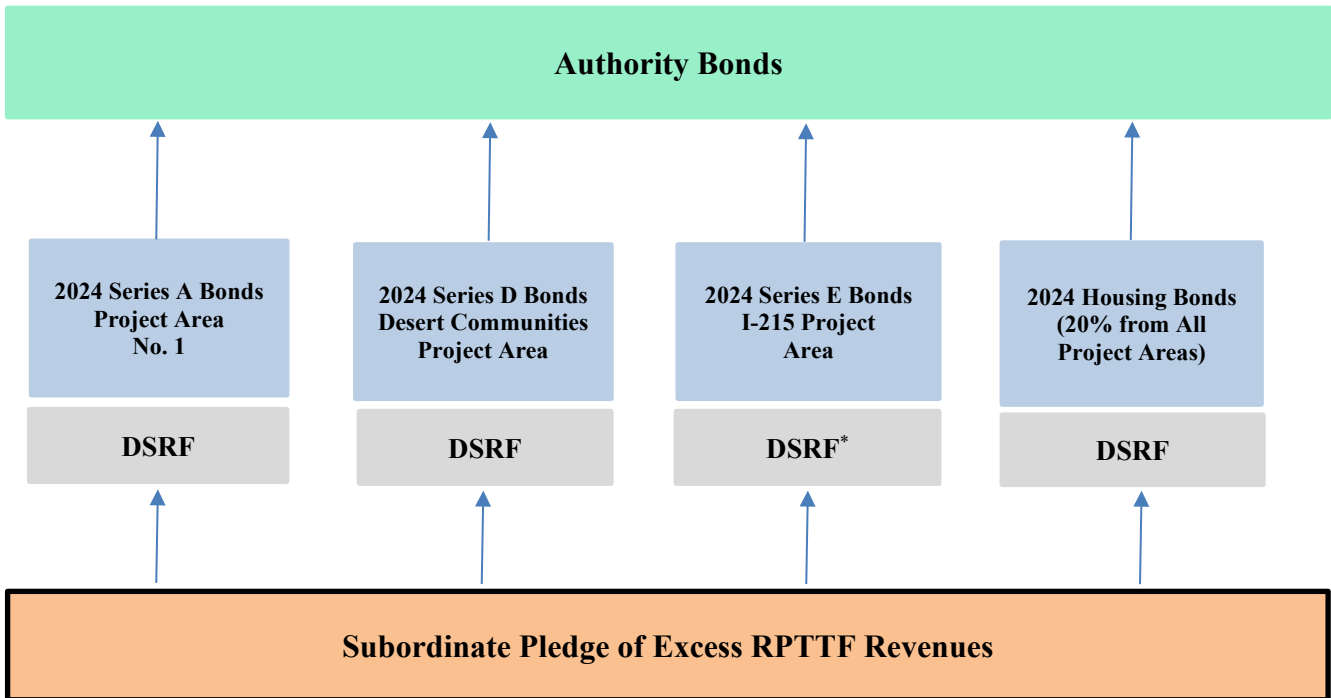 Authority Bonds
2024 Series A Bonds
Project Area
No. 1
2024 Series D Bonds
Desert Communities
Project Area
2024 Series E Bonds
I-215 Project
Area
2024 Housing Bonds
(20% from All
Project Areas)
DSRF
DSRF
DSRF*
DSRF
Subordinate Pledge of Excess RPTTF Revenues